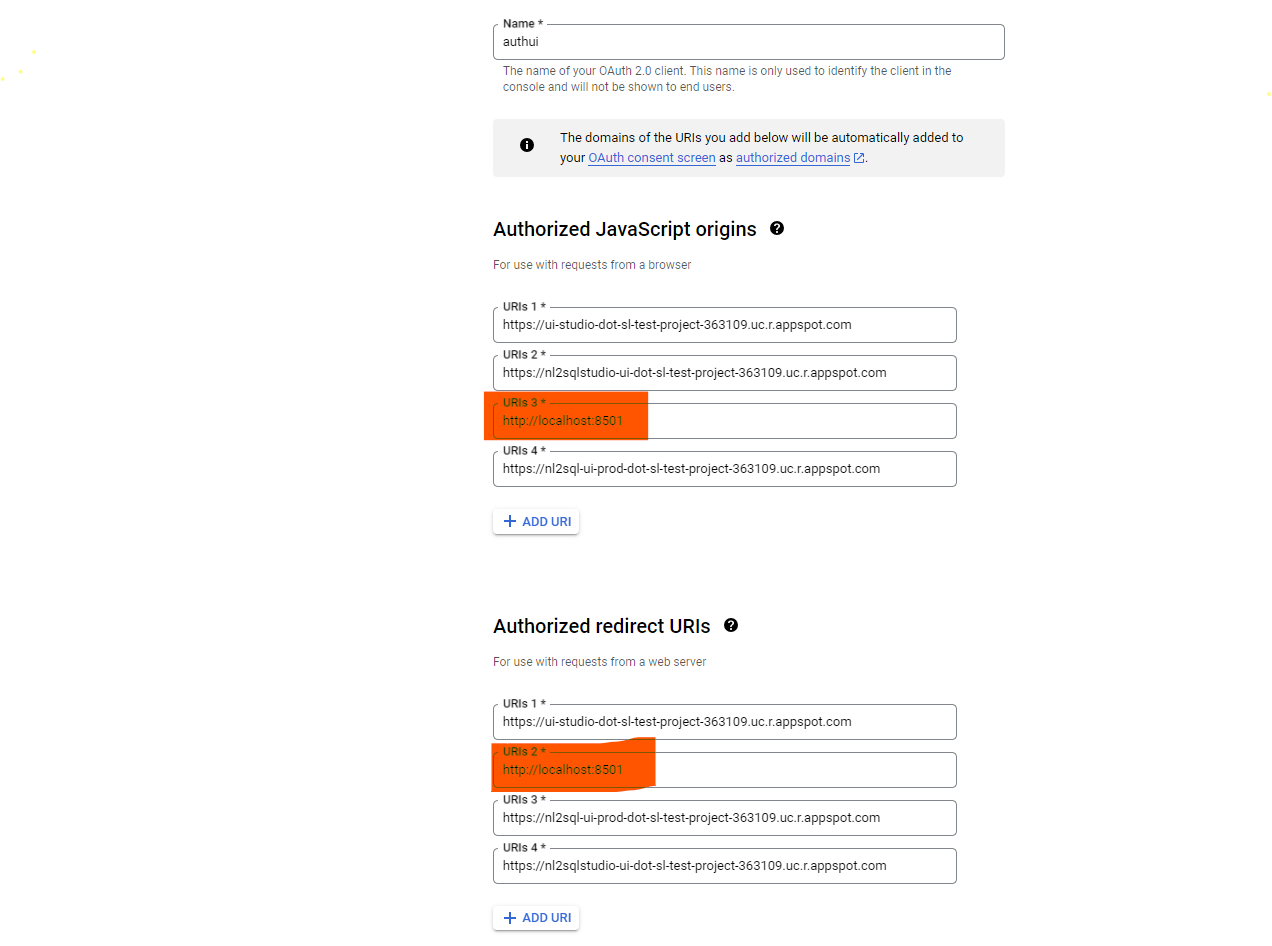 Name *
authui
The name of your OAuth 2.0 client. This name is only used to identify the client in the
console and will not be shown to end users.
The domains of the URIs you add below will be automatically added to
your OAuth consent screen as authorized domains.
Authorized JavaScript origins
For use with requests from a browser
URIs 1 *
https://ui-studio-dot-sl-test-project-363109.uc.r.appspot.com
URIs 2 *
https://nl2sqlstudio-ui-dot-sl-test-project-363109.uc.r.appspot.com
URIs 3 *
http://localhost:8501
URIs 4 *
https://nl2sql-ui-prod-dot-sl-test-project-363109.uc.r.appspot.com
+ ADD URI
Authorized redirect URIs
For use with requests from a web server
URIs 1 *
https://ui-studio-dot-sl-test-project-363109.uc.r.appspot.com
URIs 2 *
http://localhost:8501
URIs 3 *
https://nl2sql-ui-prod-dot-sl-test-project-363109.uc.r.appspot.com
URIs 4 *
https://nl2sqlstudio-ui-dot-sl-test-project-363109.uc.r.appspot.com
+ ADD URI